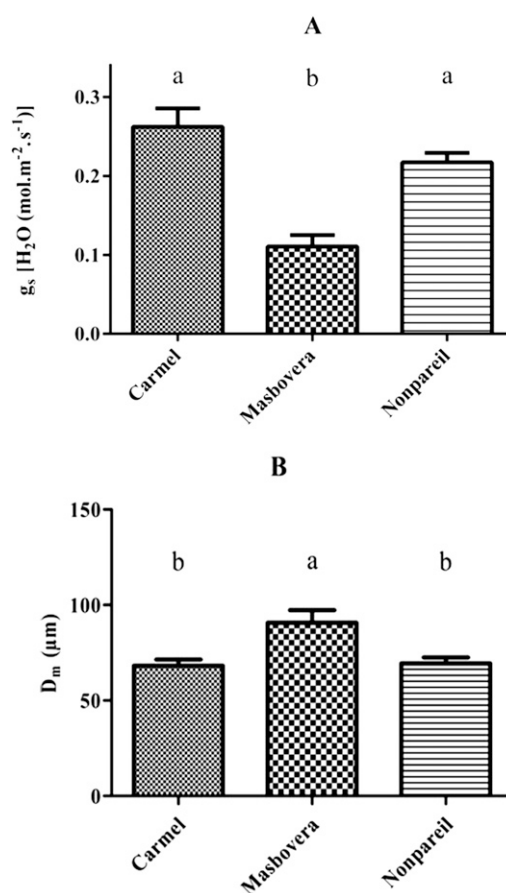 A
a b a
0.3
0.2
0.1
0.0
gs [H2O (mol.m⁻².s⁻¹)]
Carmel
Masbovera
Nonpareil
B
150
b a b
100
50
0
Dm (µm)
Carmel
Masbovera
Nonpareil